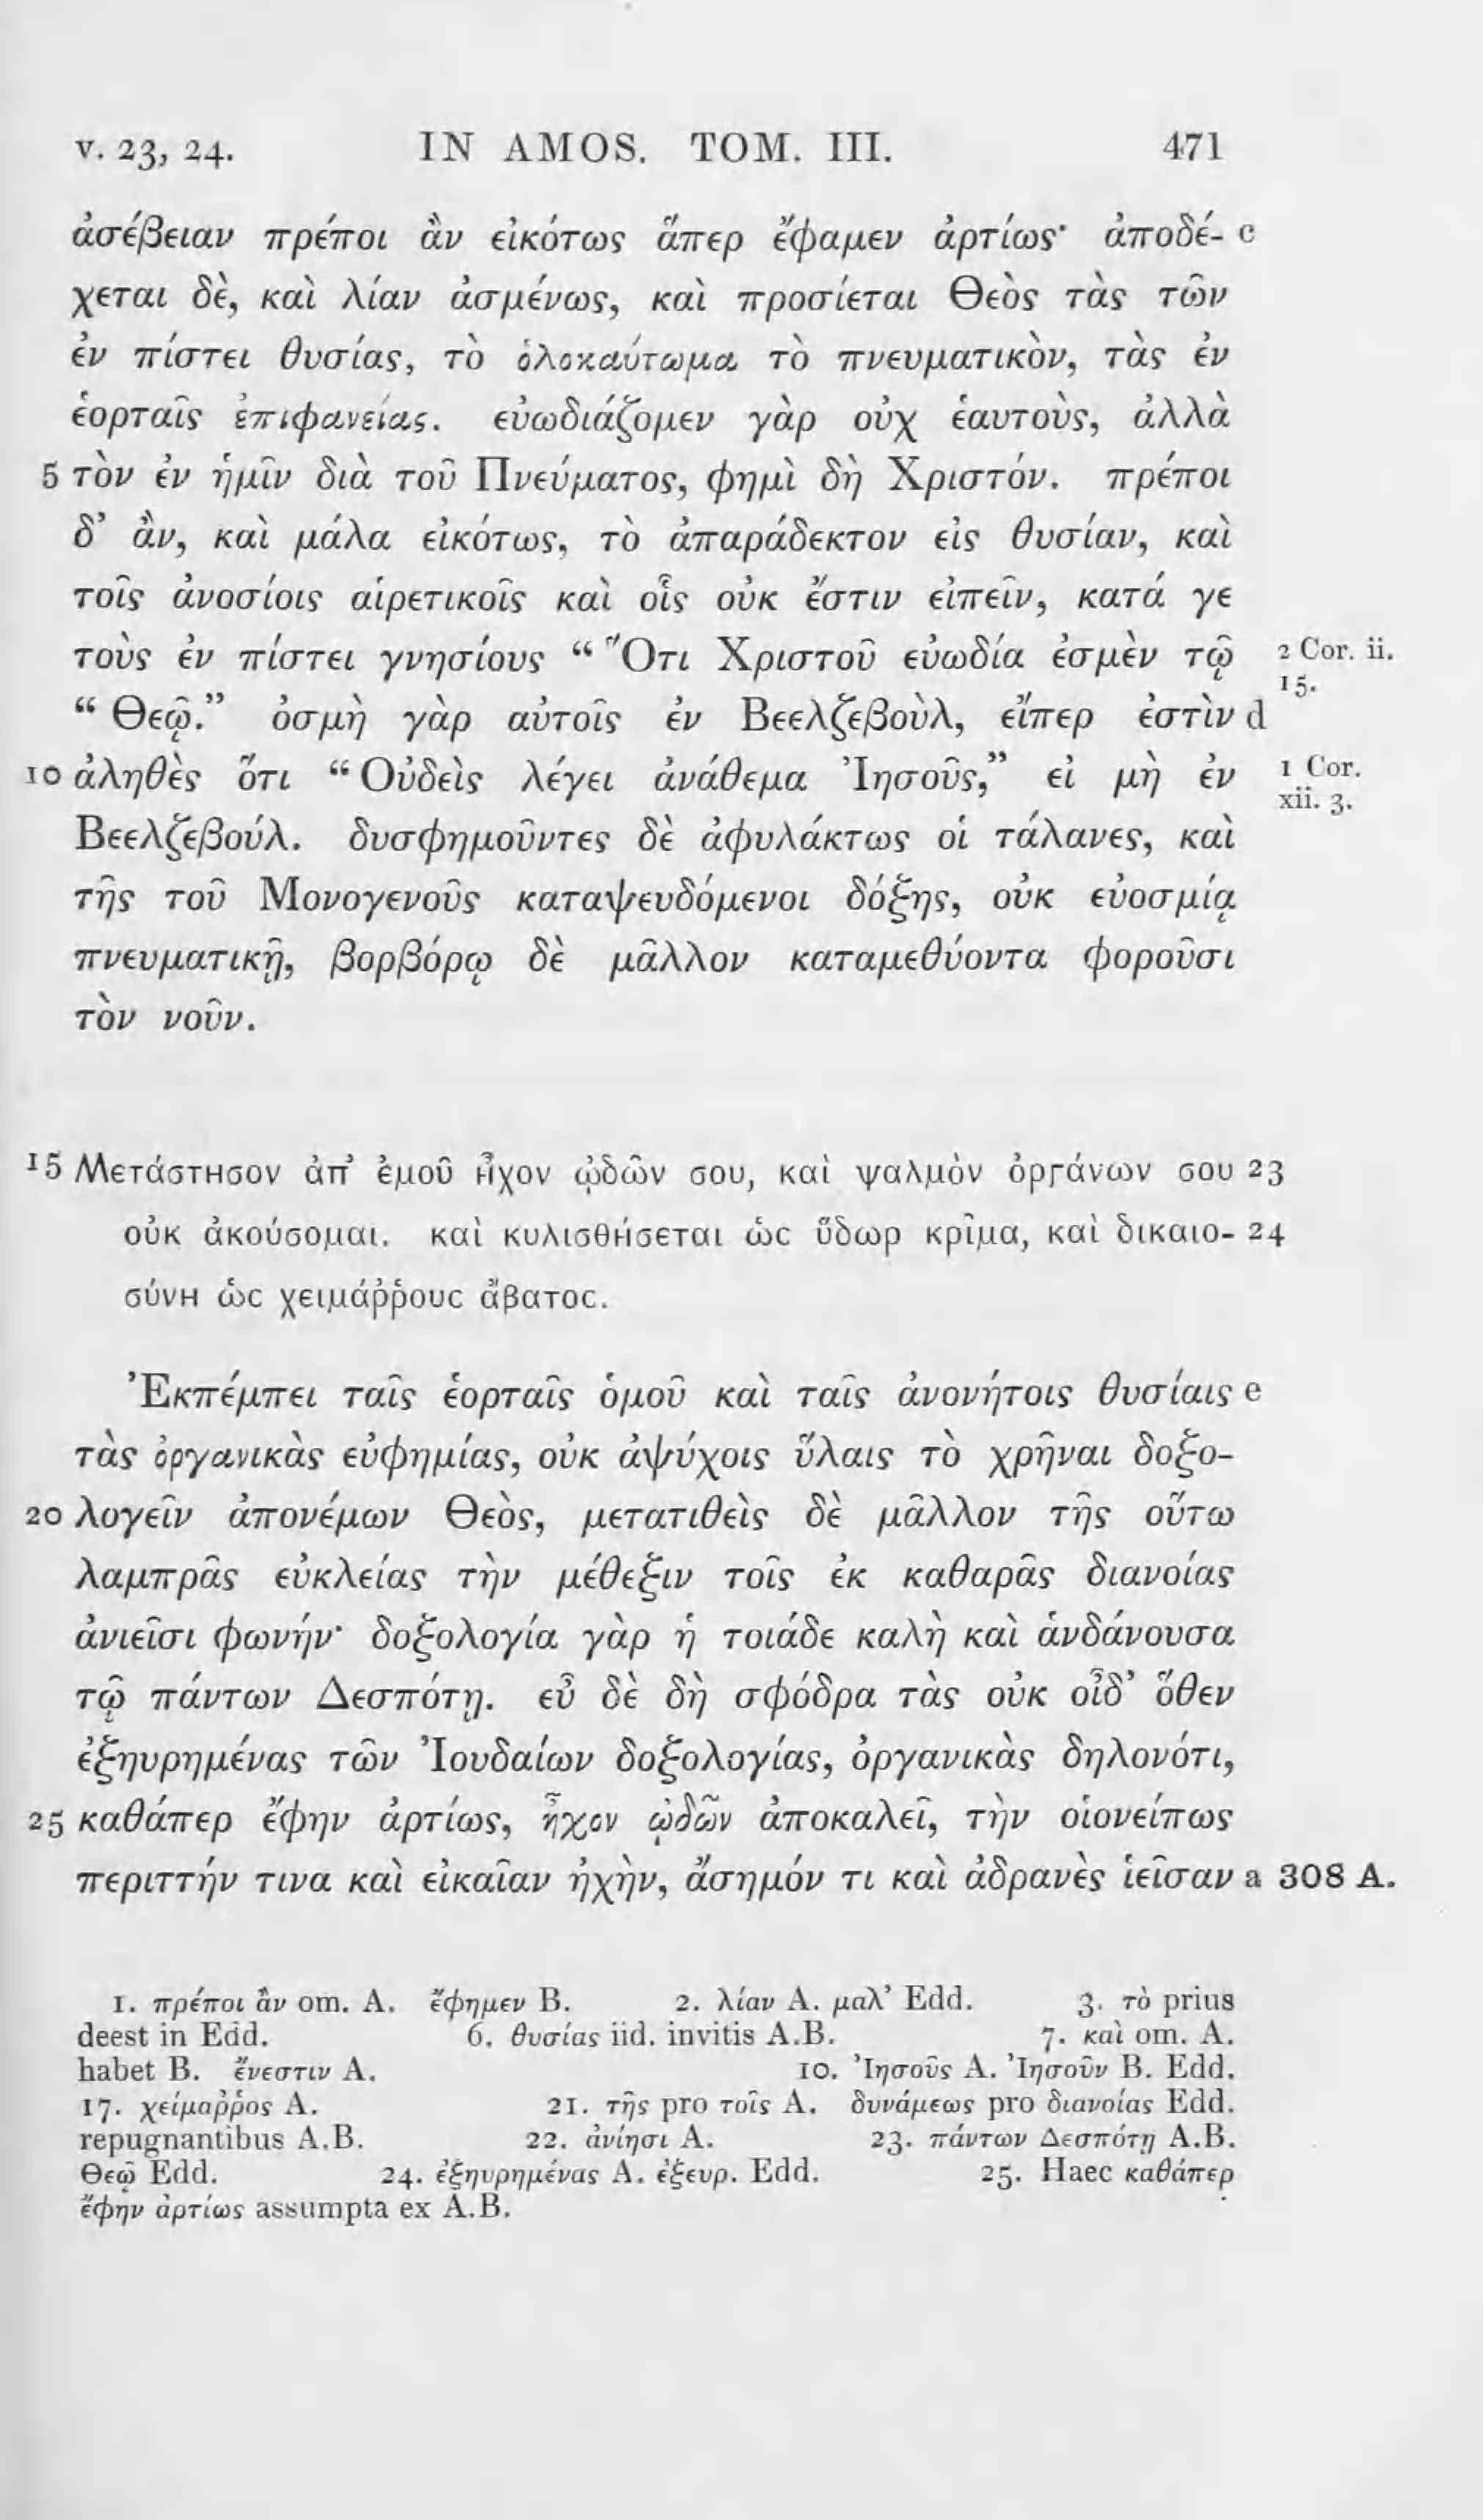 v. 23, 24. IN AMOS. TOM. III. 471
ἀσέβειαν πρέποι ἂν εἰκότως ἅπερ ἔφαμεν ἀρτίως· ἀποδέ- c
χεται δὲ, καὶ λίαν ἀσμένως, καὶ προσίεται Θεὸς τὰς τῶν
ἐν πίστει θυσίας, τὸ ὁλοκαύτωμα τὸ πνευματικὸν, τὰς ἐν
ἑορταῖς ἐπιφανείας. εὐωδιάζομεν γὰρ οὐχ ἑαυτοὺς, ἀλλὰ
5 τὸν ἐν ἡμῖν διὰ τοῦ Πνεύματος, φημὶ δὴ Χριστόν. πρέποι
δ’ ἂν, καὶ μάλα εἰκότως, τὸ ἀπαράδεκτον εἰς θυσίαν, καὶ
τοῖς ἀνοσίοις αἱρετικοῖς καὶ οἷς οὐκ ἔστιν εἰπεῖν, κατά γε
τοὺς ἐν πίστει γνησίους “ Ὅτι Χριστοῦ εὐωδία ἐσμὲν τῷ 2 Cor. ii. 15.
“ Θεῷ.” ὀσμὴ γὰρ αὐτοῖς ἐν Βεελζεβοὺλ, εἴπερ ἐστὶν d
10 ἀληθὲς ὅτι “ Οὐδεὶς λέγει ἀνάθεμα Ἰησοῦς,” εἰ μὴ ἐν 1 Cor. xii. 3.
Βεελζεβούλ. δυσφημοῦντες δὲ ἀφυλάκτως οἱ τάλανες, καὶ
τῆς τοῦ Μονογενοῦς καταψευδόμενοι δόξης, οὐκ εὐοσμίᾳ
πνευματικῇ, βορβόρῳ δὲ μᾶλλον καταμεθύοντα φοροῦσι
τὸν νοῦν.
15 Μετάστησον ἀπ’ ἐμοῦ ἦχον ᾠδῶν σου, καὶ ψαλμὸν ὀργάνων σου 23
οὐκ ἀκούσομαι. καὶ κυλισθήσεται ὡς ὕδωρ κρῖμα, καὶ δικαιο- 24
σύνη ὡς χειμάῤῥους ἄβατος.
Ἐκπέμπει ταῖς ἑορταῖς ὁμοῦ καὶ ταῖς ἀνονήτοις θυσίαις e
τὰς ὀργανικὰς εὐφημίας, οὐκ ἀψύχοις ὕλαις τὸ χρῆναι δοξο-
20 λογεῖν ἀπονέμων Θεὸς, μετατιθεὶς δὲ μᾶλλον τῆς οὕτω
λαμπρᾶς εὐκλείας τὴν μέθεξιν τοῖς ἐκ καθαρᾶς διανοίας
ἀνιεῖσι φωνήν· δοξολογία γὰρ ἡ τοιάδε καλὴ καὶ ἁνδάνουσα
τῷ πάντων Δεσπότῃ. εὖ δὲ δὴ σφόδρα τὰς οὐκ οἶδ’ ὅθεν
ἐξηυρημένας τῶν Ἰουδαίων δοξολογίας, ὀργανικὰς δηλονότι,
25 καθάπερ ἔφην ἀρτίως, ἦχον ᾠδῶν ἀποκαλεῖ, τὴν οἱονείπως
περιττήν τινα καὶ εἰκαῖαν ἠχὴν, ἄσημόν τι καὶ ἀδρανὲς ἱεῖσαν a 308 A.
1. πρέποι ἂν om. A. ἔφημεν B. 2. λίαν A. μαλ’ Edd. 3. τὸ prius
deest in Edd. 6. θυσίας iid. invitis A.B. 7. καὶ om. A.
habet B. ἔνεστιν A. 10. Ἰησοῦς A. Ἰησοῦν B. Edd.
17. χείμαῤῥος A. 21. τῆς pro τοῖς A. δυνάμεως pro διανοίας Edd.
repugnantibus A.B. 22. ἀνίησι A. 23. πάντων Δεσπότῃ A.B.
Θεῷ Edd. 24. ἐξηυρημένας A. ἐξευρ. Edd. 25. Haec καθάπερ
ἔφην ἀρτίως assumpta ex A.B.